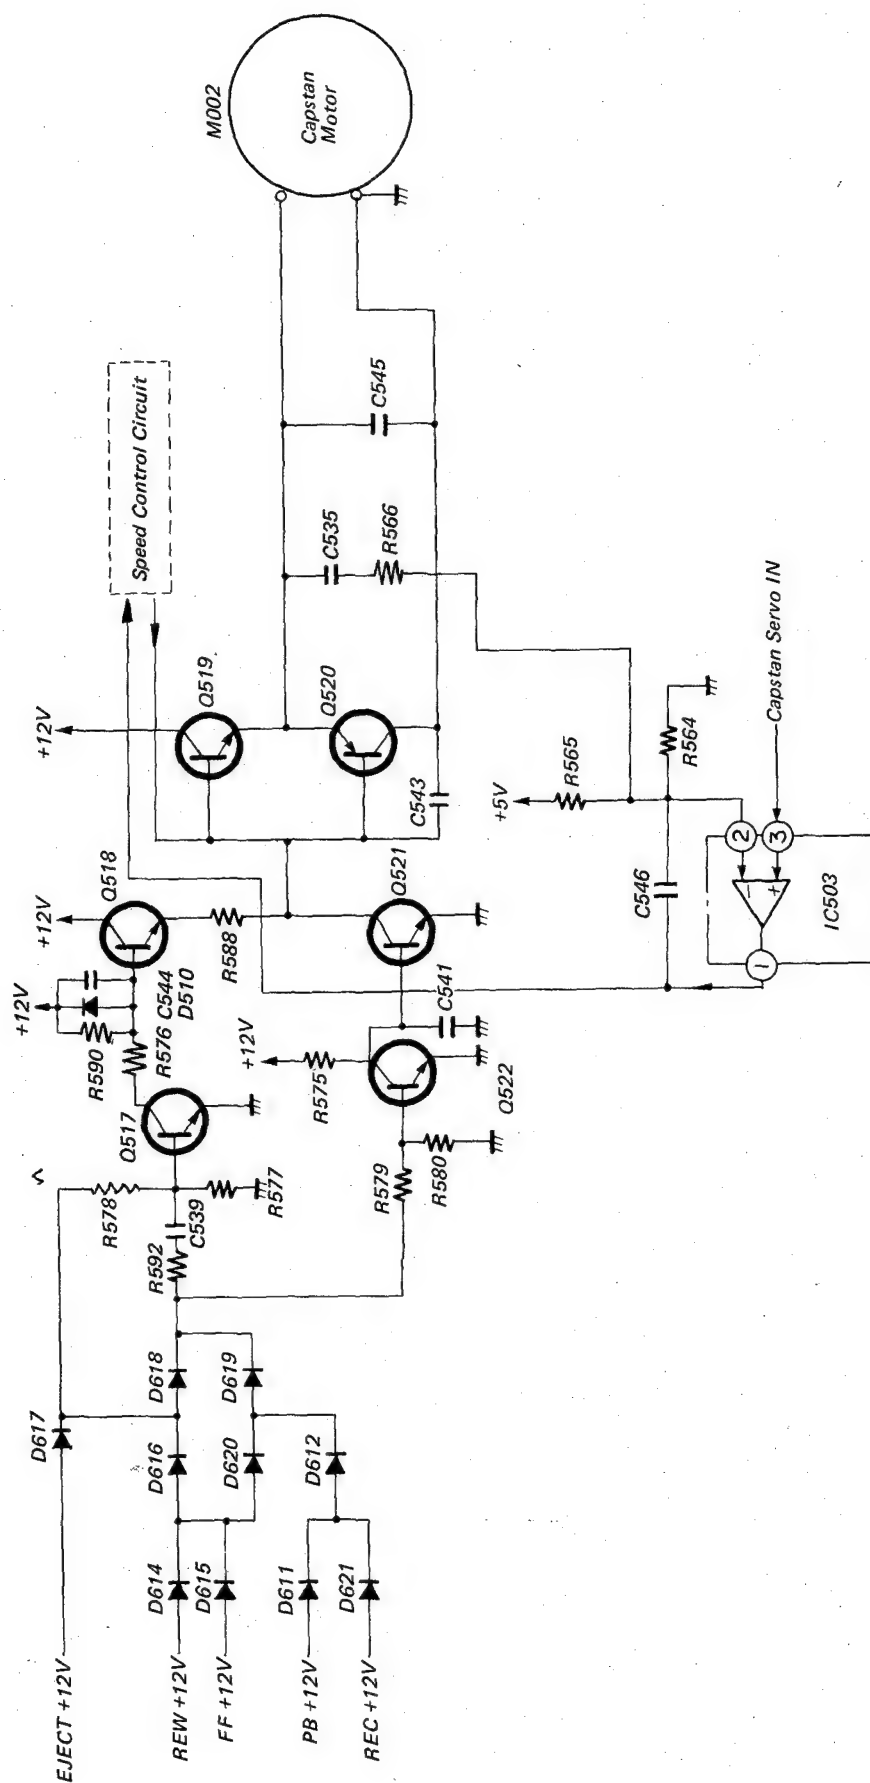 M002
Capstan
Motor
Speed Control Circuit
C545
C535
R566
+12V
Q519
Q520
C543
+12V
Q518
R588
Q521
C541
+12V
C544
D510
R590
R576
+12V
R575
Q522
Q517
R578
R577
C539
R592
R579
R580
+5V
R565
R564
C546
2
3
1
−
+
IC503
Capstan Servo IN
D617
D618
D619
D616
D620
D612
D614
D615
D611
D621
EJECT +12V
REW +12V
FF +12V
PB +12V
REC +12V